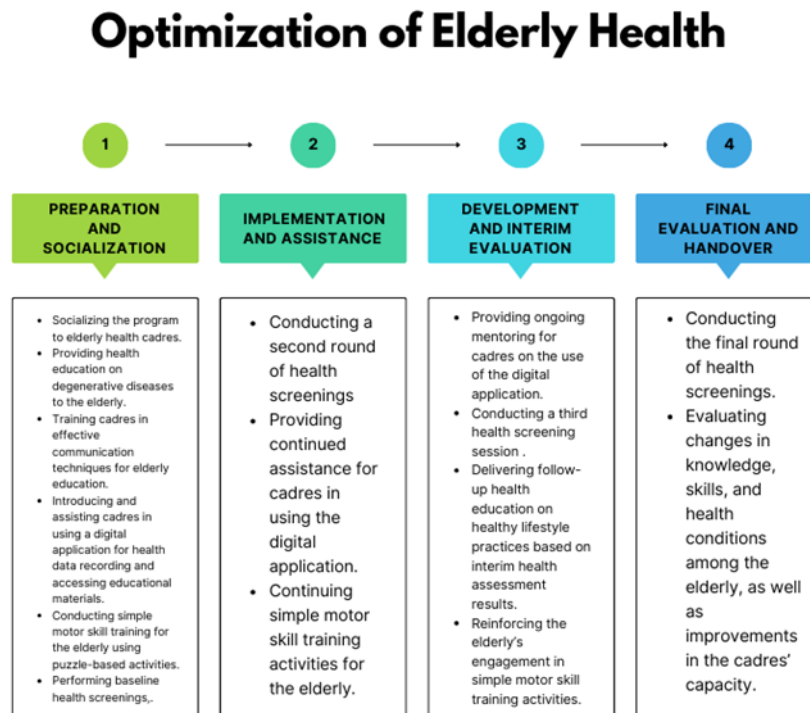 Optimization of Elderly Health
1
2
3
4
PREPARATION
AND
SOCIALIZATION
• Socializing the program
to elderly health cadres.
• Providing health
education on
degenerative diseases
to the elderly.
• Training cadres in
effective
communication
techniques for elderly
education.
• Introducing and
assisting cadres in
using a digital
application for health
data recording and
accessing educational
materials.
• Conducting simple
motor skill training for
the elderly using
puzzle-based activities.
• Performing baseline
health screenings,.
IMPLEMENTATION
AND ASSISTANCE
• Conducting a
second round
of health
screenings
• Providing
continued
assistance for
cadres in
using the
digital
application.
• Continuing
simple motor
skill training
activities for
the elderly.
DEVELOPMENT
AND INTERIM
EVALUATION
• Providing ongoing
mentoring for
cadres on the use
of the digital
application.
• Conducting a third
health screening
session .
• Delivering follow-
up health
education on
healthy lifestyle
practices based on
interim health
assessment
results.
• Reinforcing the
elderly's
engagement in
simple motor skill
training activities.
FINAL
EVALUATION AND
HANDOVER
• Conducting
the final round
of health
screenings.
• Evaluating
changes in
knowledge,
skills, and
health
conditions
among the
elderly, as well
as
improvements
in the cadres'
capacity.